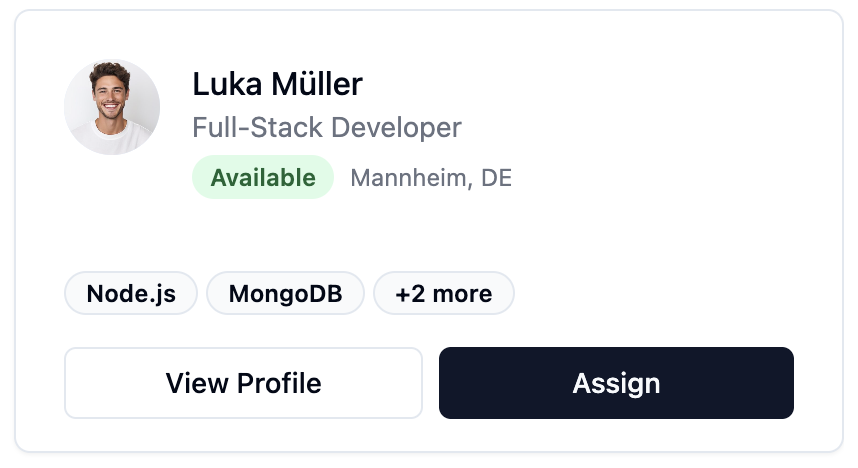 Luka Müller
Full-Stack Developer
Available Mannheim, DE
Node.js MongoDB +2 more
View Profile Assign